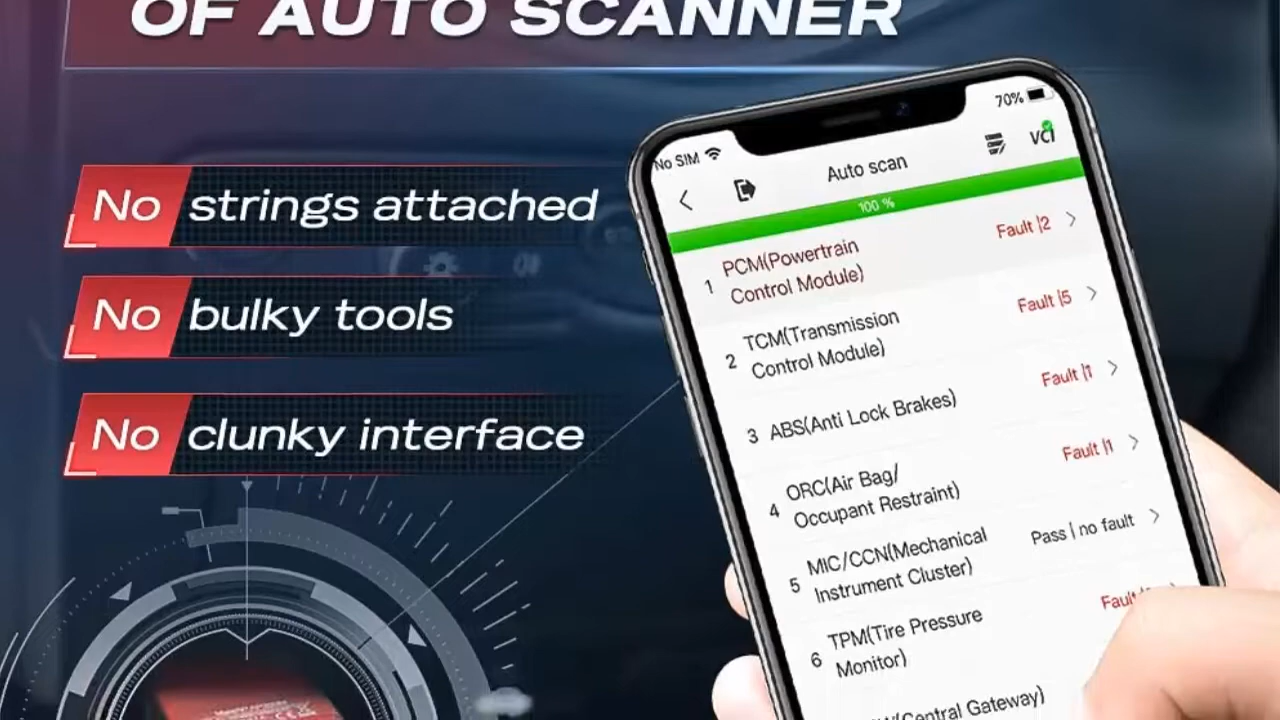 OF AUTO SCANNER
No strings attached
No bulky tools
No clunky interface
No SIM
70%
Auto scan
VCI
100 %
1 PCM(Powertrain Control Module) Fault |2
2 TCM(Transmission Control Module) Fault |5
3 ABS(Anti Lock Brakes) Fault |1
4 ORC(Air Bag/ Occupant Restraint) Fault |1
5 MIC/CCN(Mechanical Instrument Cluster) Pass | no fault
6 TPM(Tire Pressure Monitor) Fault
(Central Gateway)